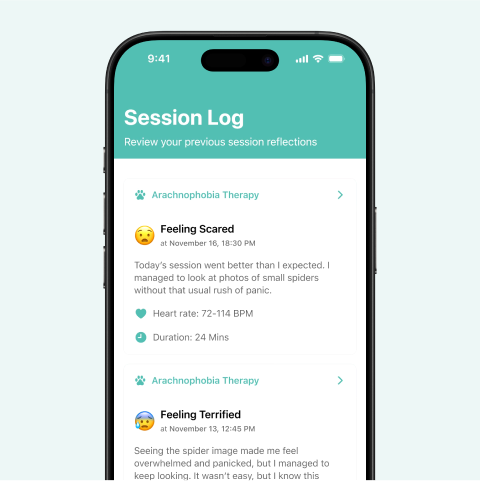 9:41
Session Log
Review your previous session reflections
Arachnophobia Therapy
Feeling Scared
at November 16, 18:30 PM
Today's session went better than I expected. I
managed to look at photos of small spiders
without that usual rush of panic.
Heart rate: 72-114 BPM
Duration: 24 Mins
Arachnophobia Therapy
Feeling Terrified
at November 13, 12:45 PM
Seeing the spider image made me feel
overwhelmed and panicked, but I managed to
keep looking. It wasn't easy, but I know this